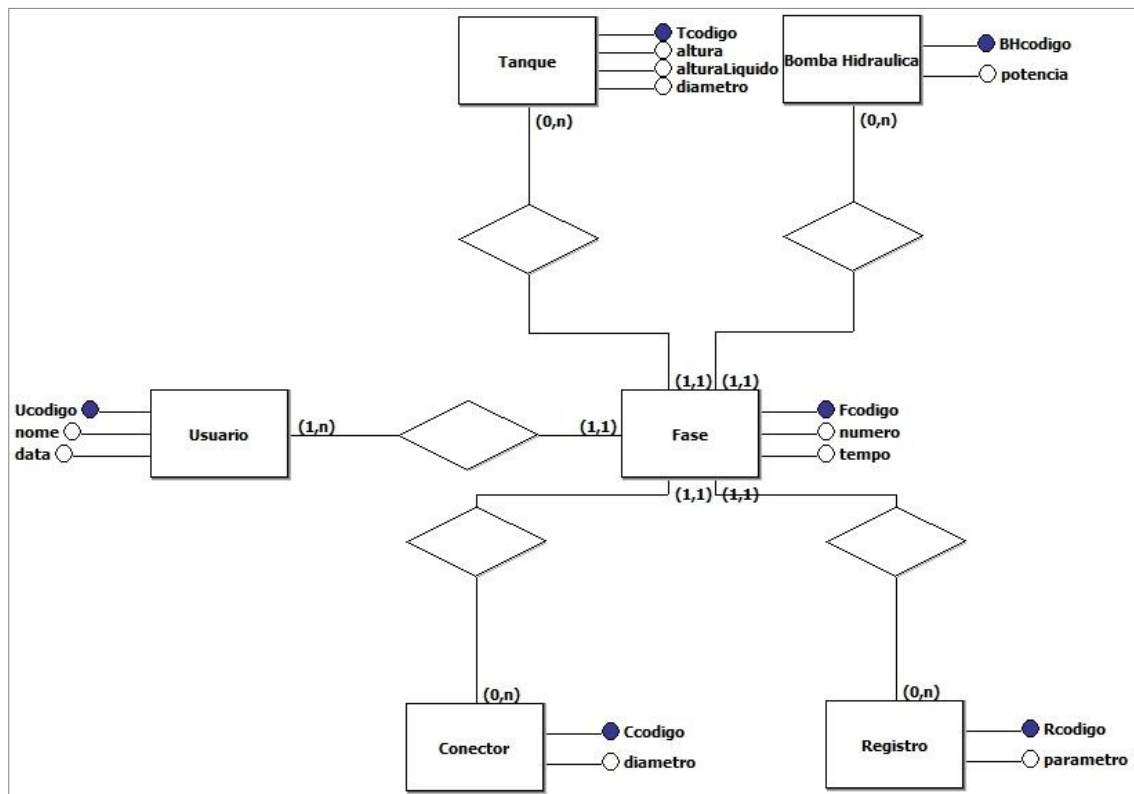 Tanque
Tcodigo
altura
alturaLiquido
diametro
(0,n)
Bomba Hidraulica
BHcodigo
potencia
(0,n)
Ucodigo
nome
data
Usuario
(1,n)
(1,1)
(1,1) (1,1)
Fase
Fcodigo
numero
tempo
(1,1) (1,1)
(0,n)
Conector
Ccodigo
diametro
(0,n)
Registro
Rcodigo
parametro